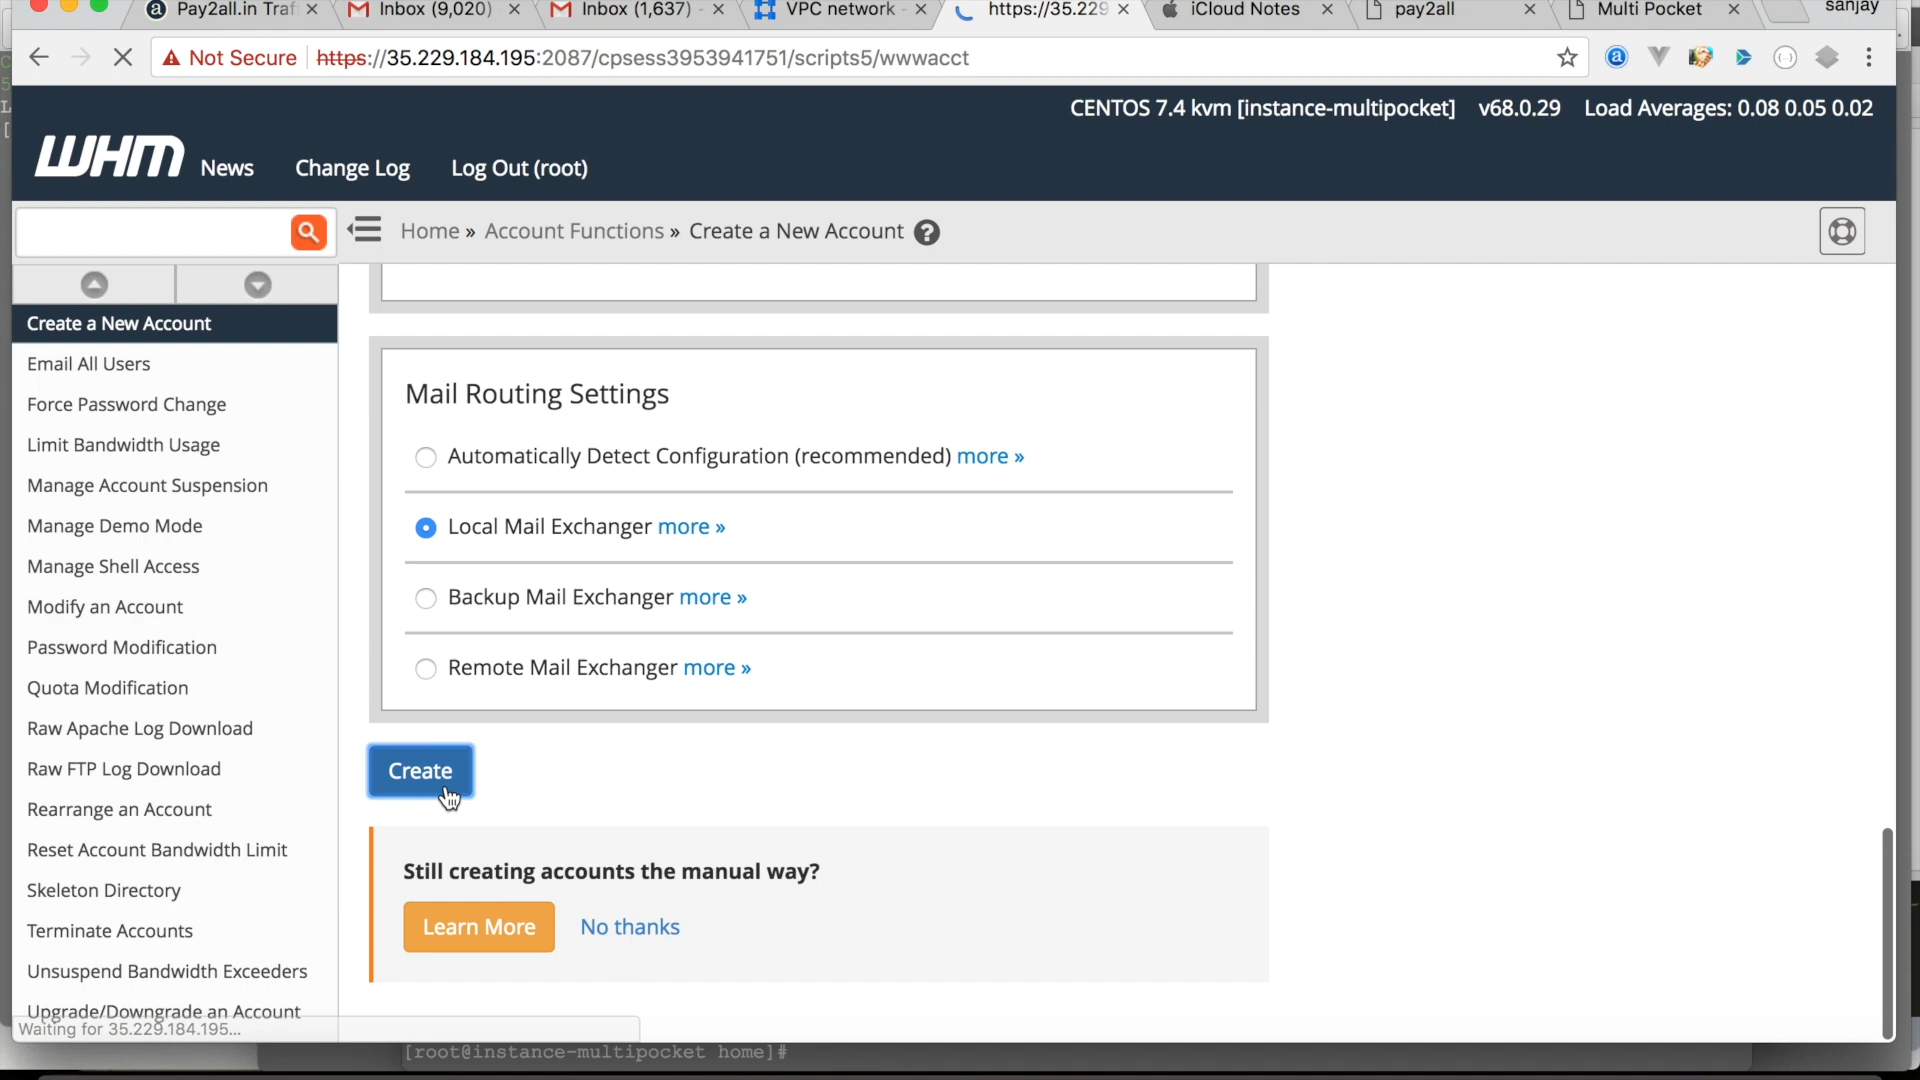 Pay2all.in Traf
Inbox (9,020)
Inbox (1,637) -
VPC network -
https://35.229
iCloud Notes
pay2all
Multi Pocket
sanjay
Not Secure
https://35.229.184.195:2087/cpsess3953941751/scripts5/wwwacct
CENTOS 7.4 kvm [instance-multipocket] v68.0.29 Load Averages: 0.08 0.05 0.02
WHM News Change Log Log Out (root)
Home » Account Functions » Create a New Account
Create a New Account
Email All Users
Force Password Change
Limit Bandwidth Usage
Manage Account Suspension
Manage Demo Mode
Manage Shell Access
Modify an Account
Password Modification
Quota Modification
Raw Apache Log Download
Raw FTP Log Download
Rearrange an Account
Reset Account Bandwidth Limit
Skeleton Directory
Terminate Accounts
Unsuspend Bandwidth Exceeders
Upgrade/Downgrade an Account
Waiting for 35.229.184.195...
Mail Routing Settings
Automatically Detect Configuration (recommended) more »
Local Mail Exchanger more »
Backup Mail Exchanger more »
Remote Mail Exchanger more »
Create
Still creating accounts the manual way?
Learn More No thanks
[root@instance-multipocket home]#